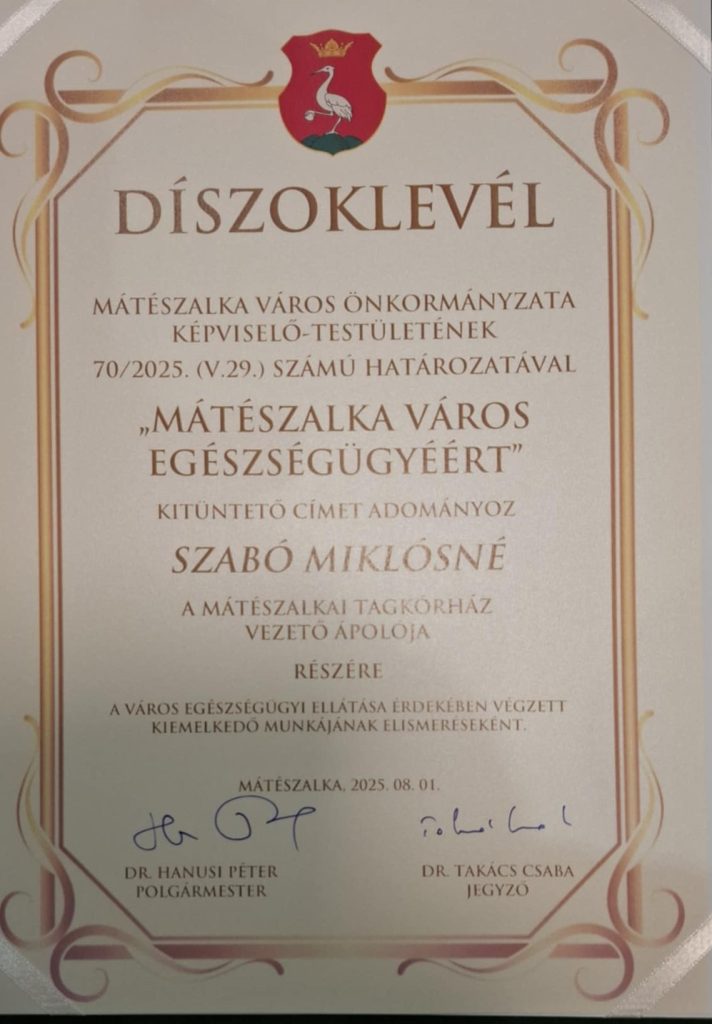 DÍSZOKLEVÉL
MÁTÉSZALKA VÁROS ÖNKORMÁNYZATA
KÉPVISELŐ-TESTÜLETÉNEK
70/2025. (V.29.) SZÁMÚ HATÁROZATÁVAL
„MÁTÉSZALKA VÁROS
EGÉSZSÉGÜGYÉÉRT”
KITÜNTETŐ CÍMET ADOMÁNYOZ
SZABÓ MIKLÓSNÉ
A MÁTÉSZALKAI TAGKÓRHÁZ
VEZETŐ ÁPOLÓJA
RÉSZÉRE
A VÁROS EGÉSZSÉGÜGYI ELLÁTÁSA ÉRDEKÉBEN VÉGZETT
KIEMELKEDŐ MUNKÁJÁNAK ELISMERÉSEKÉNT.
MÁTÉSZALKA, 2025. 08. 01.
DR. HANUSI PÉTER
POLGÁRMESTER
DR. TAKÁCS CSABA
JEGYZŐ